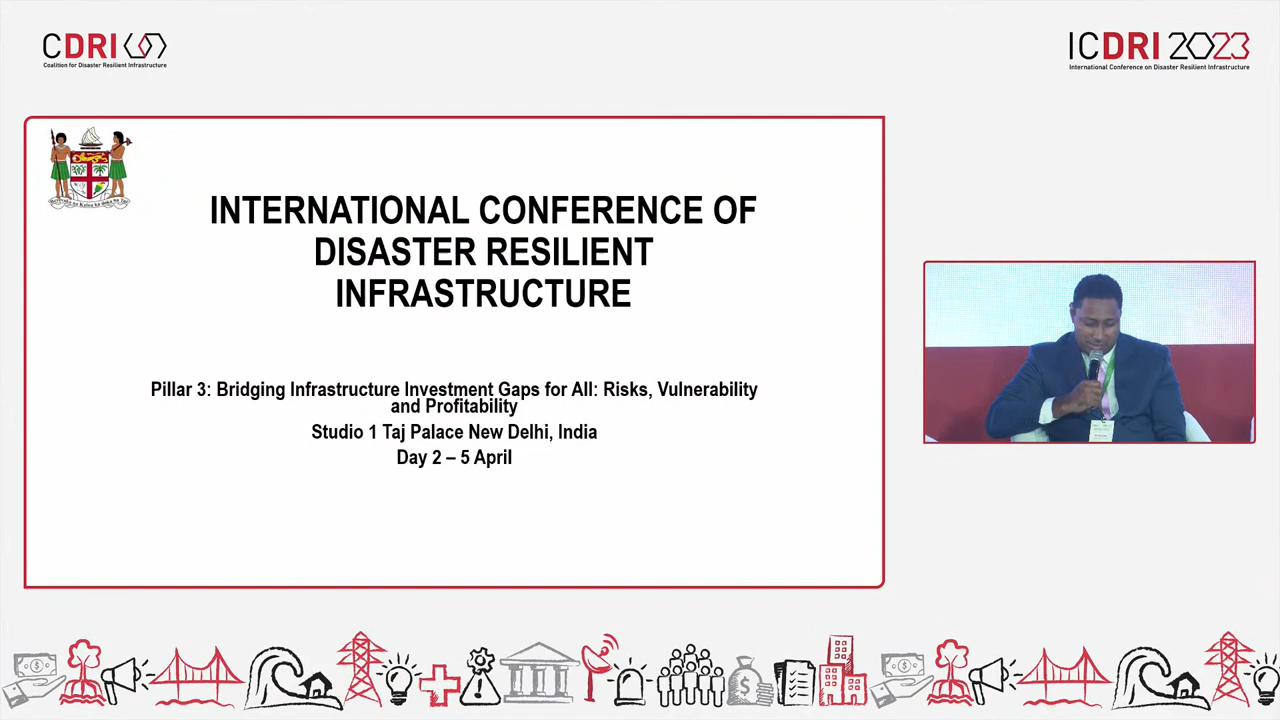 CDRI
Coalition for Disaster Resilient Infrastructure
ICDRI 2023
International Conference on Disaster Resilient Infrastructure
INTERNATIONAL CONFERENCE OF
DISASTER RESILIENT
INFRASTRUCTURE
Pillar 3: Bridging Infrastructure Investment Gaps for All: Risks, Vulnerability
and Profitability
Studio 1 Taj Palace New Delhi, India
Day 2 – 5 April